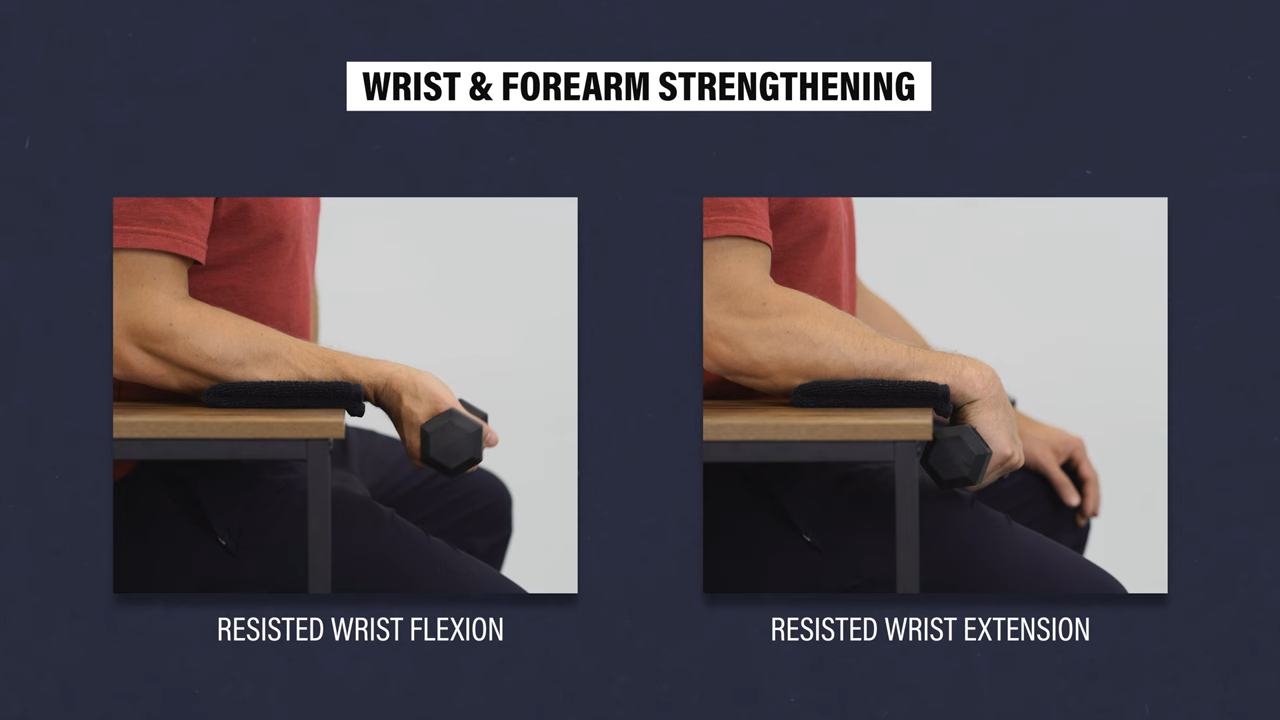 WRIST & FOREARM STRENGTHENING
RESISTED WRIST FLEXION
RESISTED WRIST EXTENSION